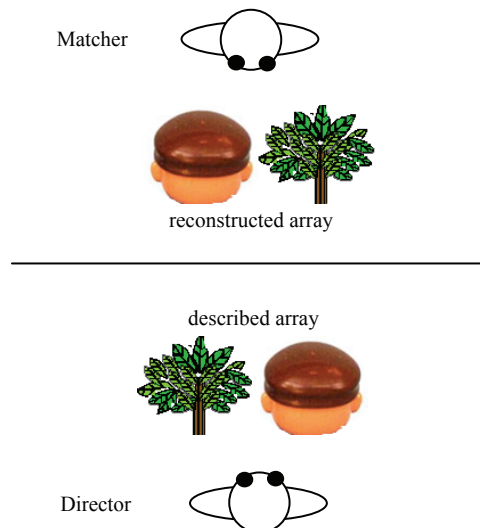 Matcher
reconstructed array
described array
Director